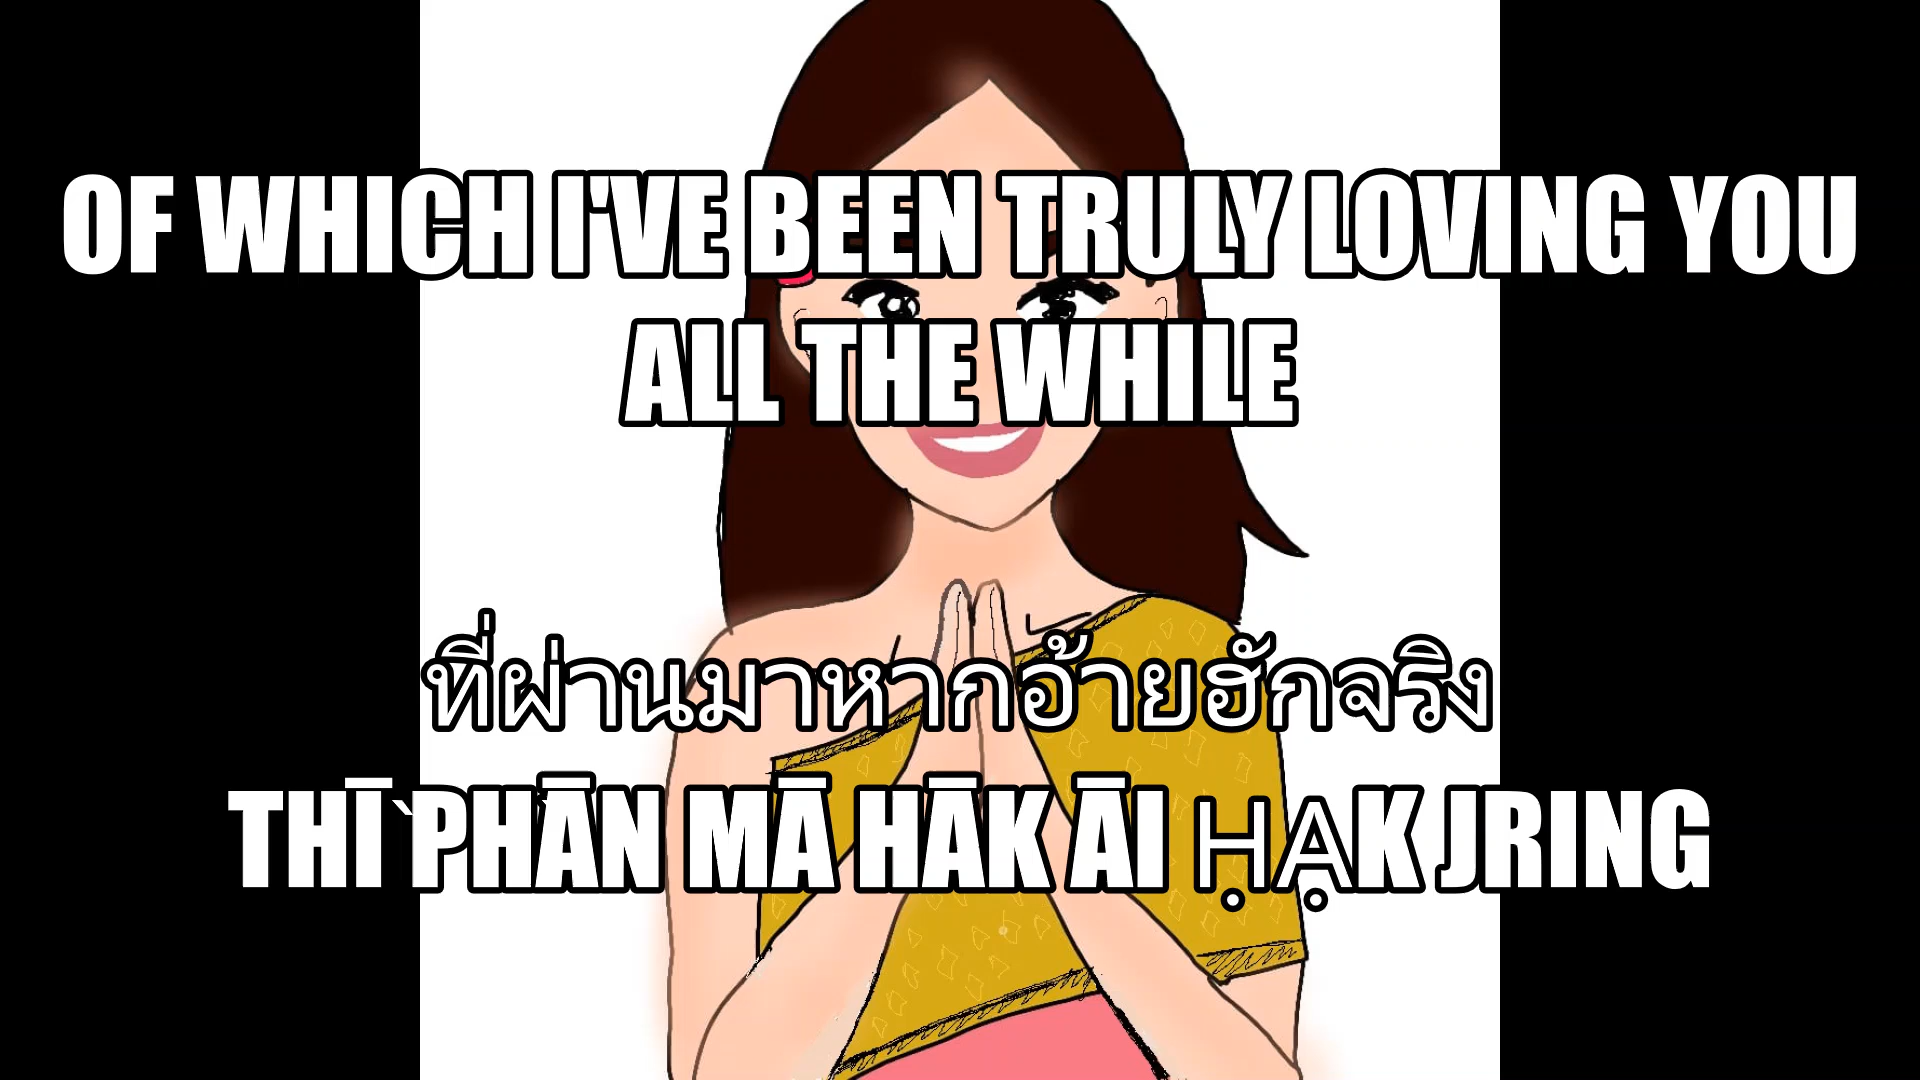 OF WHICH I'VE BEEN TRULY LOVING YOU
ALL THE WHILE
ที่ผ่านมาหากอ้ายฮักจริง
THĪ̀ PHĀN MĀ HĀK ĀI ḤẠK JRING